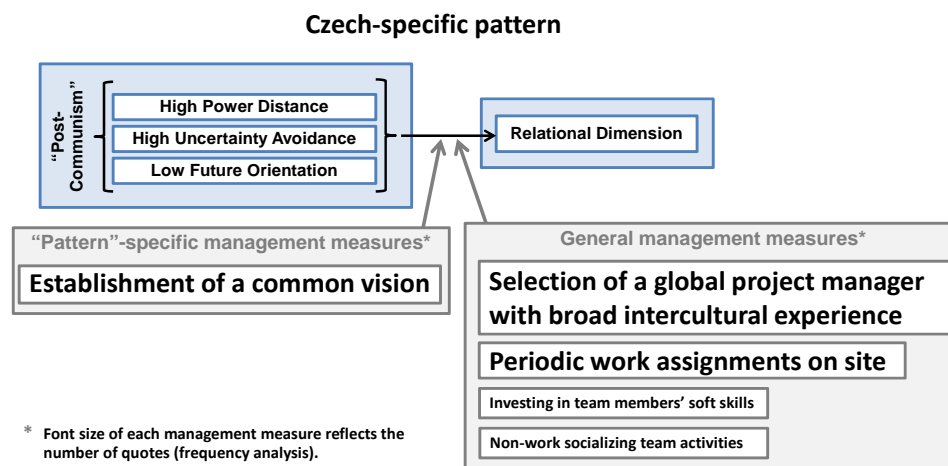 Czech-specific pattern
“Post-
Communism”
High Power Distance
High Uncertainty Avoidance
Low Future Orientation
Relational Dimension
“Pattern”-specific management measures*
Establishment of a common vision
General management measures*
Selection of a global project manager
with broad intercultural experience
Periodic work assignments on site
Investing in team members’ soft skills
Non-work socializing team activities
* Font size of each management measure reflects the
number of quotes (frequency analysis).